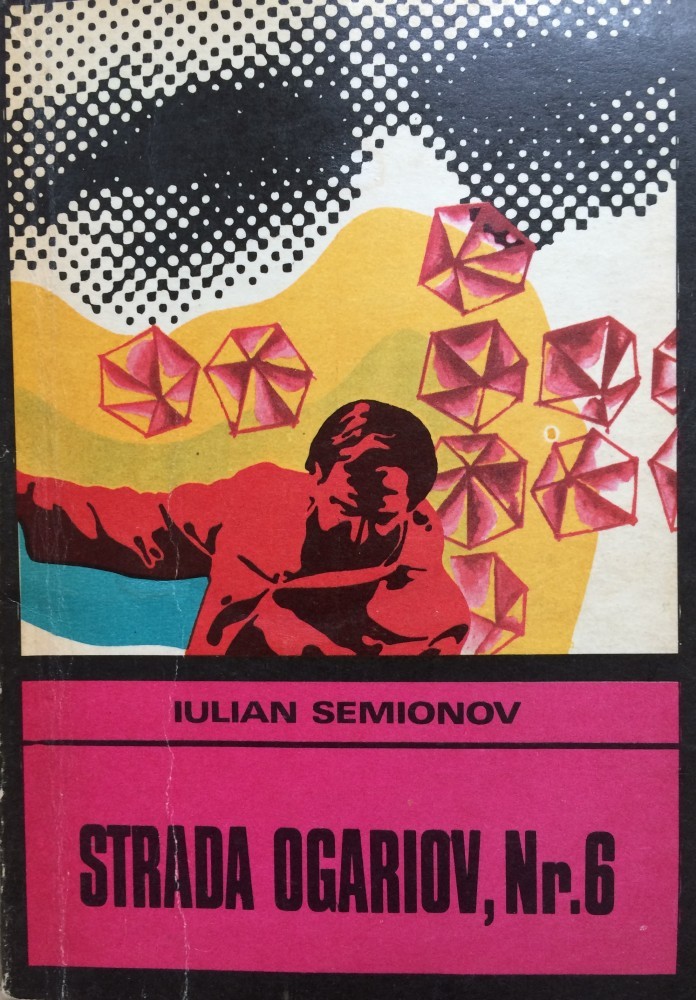 IULIAN SEMIONOV
STRADA OGARIOV, Nr.6